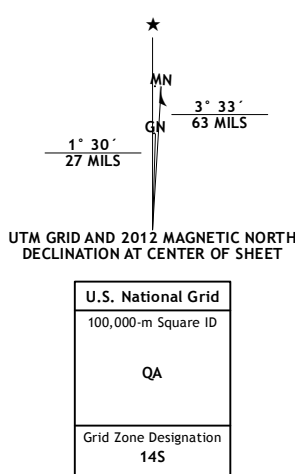 ★
MN
3° 33´
63 MILS
GN
1° 30´
27 MILS
UTM GRID AND 2012 MAGNETIC NORTH
DECLINATION AT CENTER OF SHEET
U.S. National Grid
100,000-m Square ID
QA
Grid Zone Designation
14S